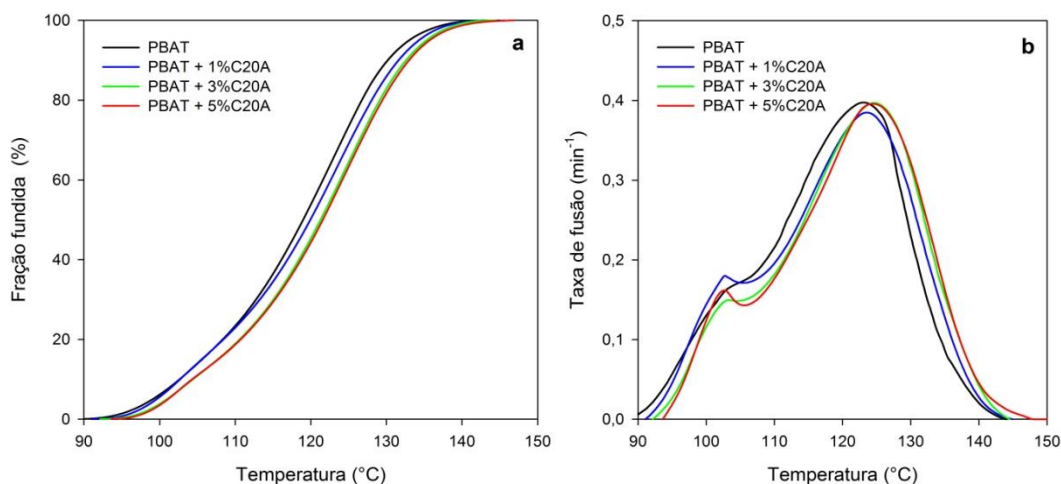 a
PBAT
PBAT + 1%C20A
PBAT + 3%C20A
PBAT + 5%C20A
100
80
60
40
20
0
90
100
110
120
130
140
150
Fração fundida (%)
Temperatura (°C)
b
PBAT
PBAT + 1%C20A
PBAT + 3%C20A
PBAT + 5%C20A
0,5
0,4
0,3
0,2
0,1
0,0
90
100
110
120
130
140
150
Taxa de fusão (min⁻¹)
Temperatura (°C)